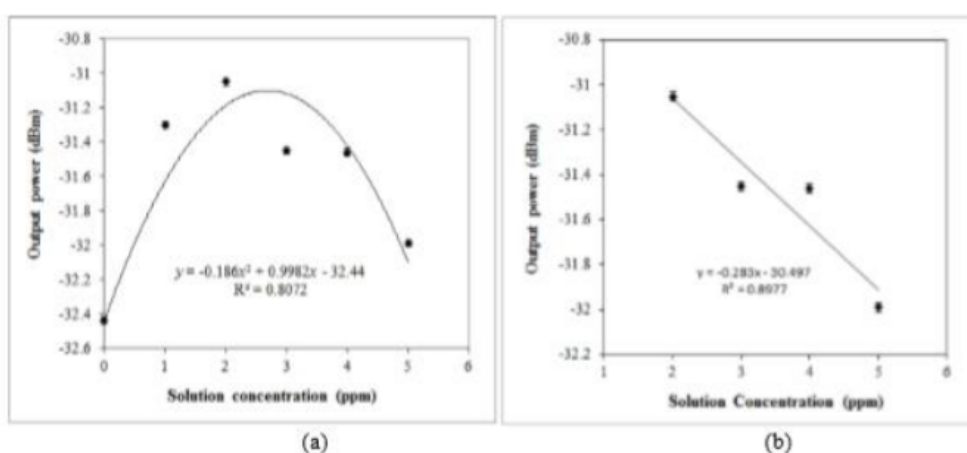 -30.8
-31
-31.2
-31.4
-31.6
-31.8
-32
-32.2
-32.4
-32.6
Output power (dBm)
y = -0.186x² + 0.9982x - 32.44
R² = 0.8072
0 1 2 3 4 5 6
Solution concentration (ppm)
(a)
-30.8
-31
-31.2
-31.4
-31.6
-31.8
-32
-32.2
Output power (dBm)
y = -0.283x - 30.497
R² = 0.8977
1 2 3 4 5 6
Solution Concentration (ppm)
(b)